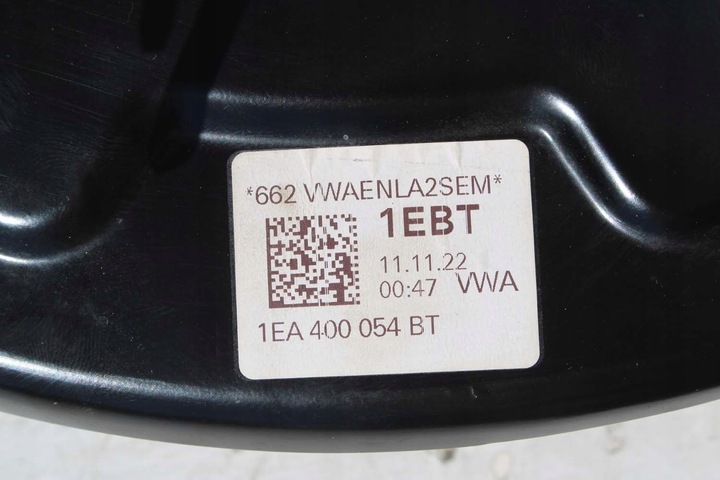 *662 VWAENLA2SEM*
1EBT
11.11.22
00:47 VWA
1EA 400 054 BT